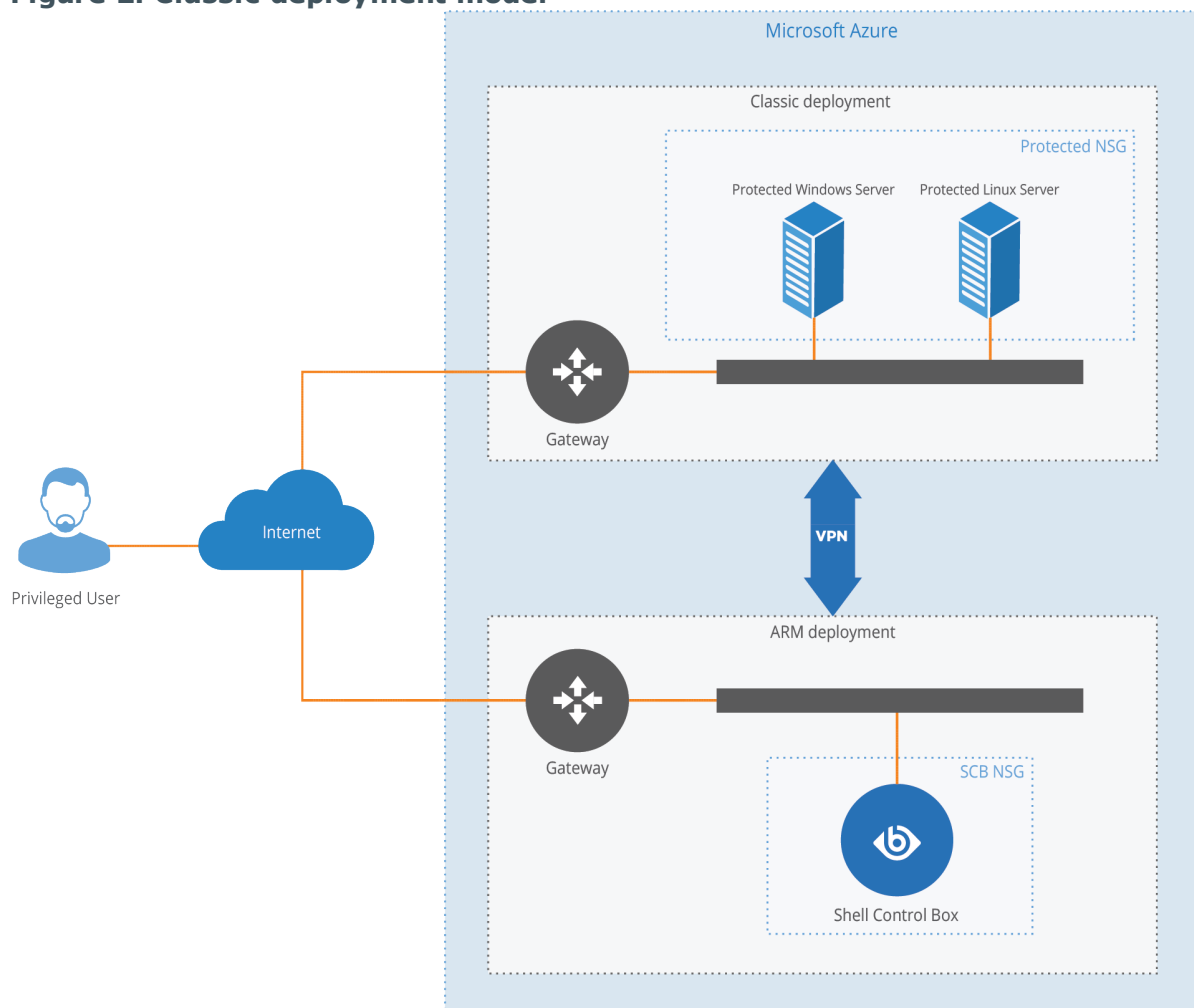 Figure 2. Classic deployment model
Microsoft Azure
Classic deployment
Protected NSG
Protected Windows Server
Protected Linux Server
Gateway
Internet
VPN
Privileged User
ARM deployment
Gateway
SCB NSG
Shell Control Box